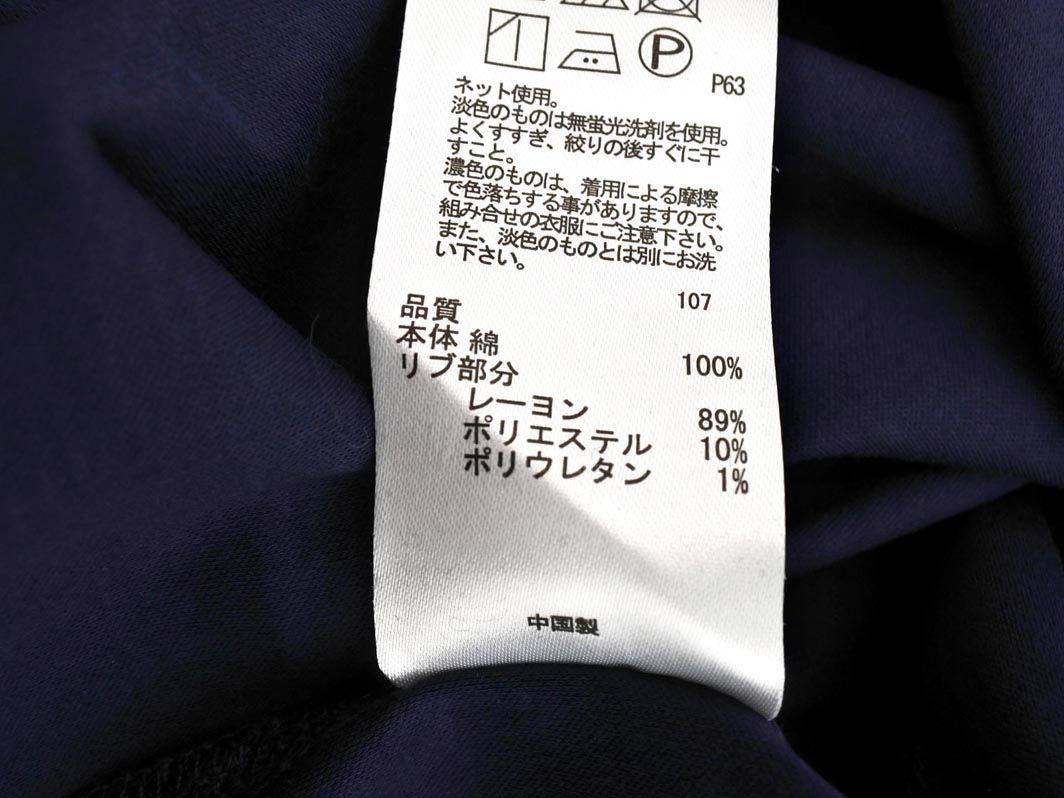 P
P63
ネット使用。
淡色のものは無蛍光洗剤を使用。
よくすすぎ、絞りの後すぐに干
すこと。
濃色のものは、着用による摩擦
で色落ちする事がありますので、
組み合せの衣服にご注意下さい。
また、淡色のものとは別にお洗
い下さい。
107
品質
本体 綿 100%
リブ部分
レーヨン 89%
ポリエステル 10%
ポリウレタン 1%
中国製